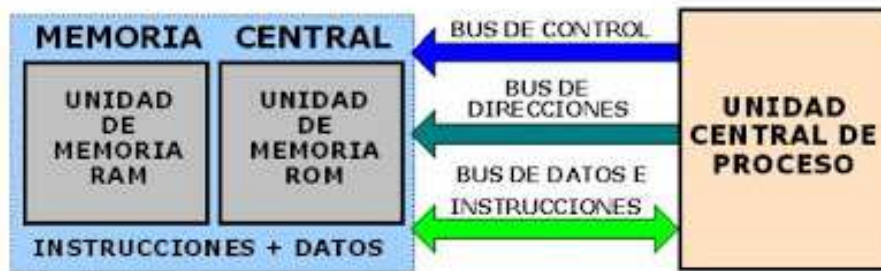 MEMORIA CENTRAL
UNIDAD
DE
MEMORIA
RAM
UNIDAD
DE
MEMORIA
ROM
INSTRUCCIONES + DATOS
BUS DE CONTROL
BUS DE
DIRECCIONES
BUS DE DATOS E
INSTRUCCIONES
UNIDAD
CENTRAL DE
PROCESO